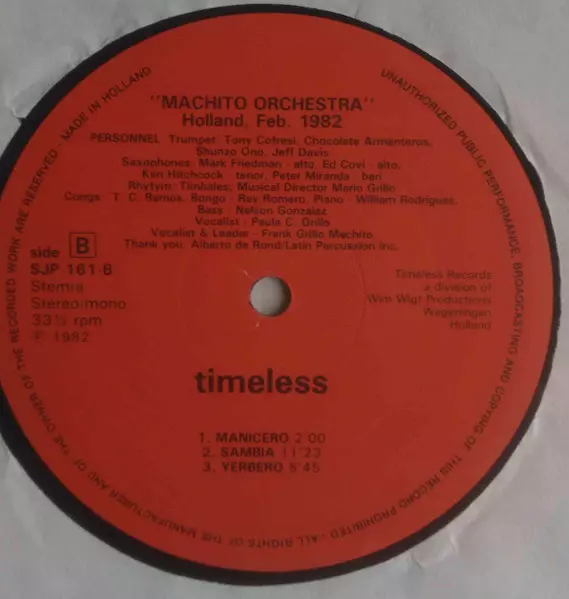 "MACHITO ORCHESTRA"
Holland, Feb. 1982
PERSONNEL Trumpet: Tony Cofresi, Chocolate Armenteros,
Shunzo Ono, Jeff Davis
Saxophones: Mark Friedman - alto, Ed Covi - alto,
Ken Hitchcock - tenor, Peter Miranda - bari
Rhytym: Timbales; Musical Director Mario Grillo
Conga - T. C. Ramos, Bongo - Rey Romero, Piano - William Rodriguez,
Bass - Nelson Gonzalez
Vocalist - Paula C. Grillo
Vocalist & Leader - Frank Grillo Machito
Thank you: Alberto de Rond/Latin Percussion Inc.
side B
SJP 161-B
Stemra
Stereo/mono
33⅓ rpm
℗ 1982
Timeless Records
a division of
Wim Wigt Productions
Wageningen
Holland
timeless
1. MANICERO 2'00
2. SAMBIA 11'23
3. YERBERO 8'45
UNAUTHORIZED PUBLIC PERFORMANCE, BROADCASTING AND COPYING OF THIS RECORD PROHIBITED - ALL RIGHTS OF THE MANUFACTURER AND OF THE OWNER OF THE RECORDED WORK ARE RESERVED - MADE IN HOLLAND